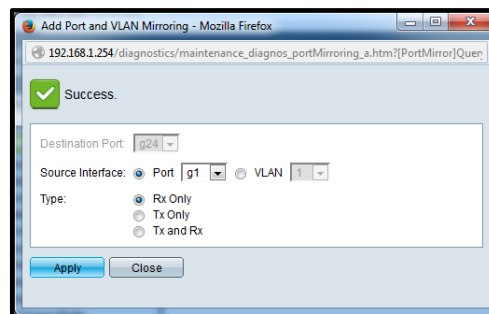 Add Port and VLAN Mirroring - Mozilla Firefox
192.168.1.254/diagnostics/maintenance_diagnos_portMirroring_a.htm?[PortMirror]Query
Success.
Destination Port: g24
Source Interface: Port g1 VLAN 1
Type: Rx Only
Tx Only
Tx and Rx
Apply Close